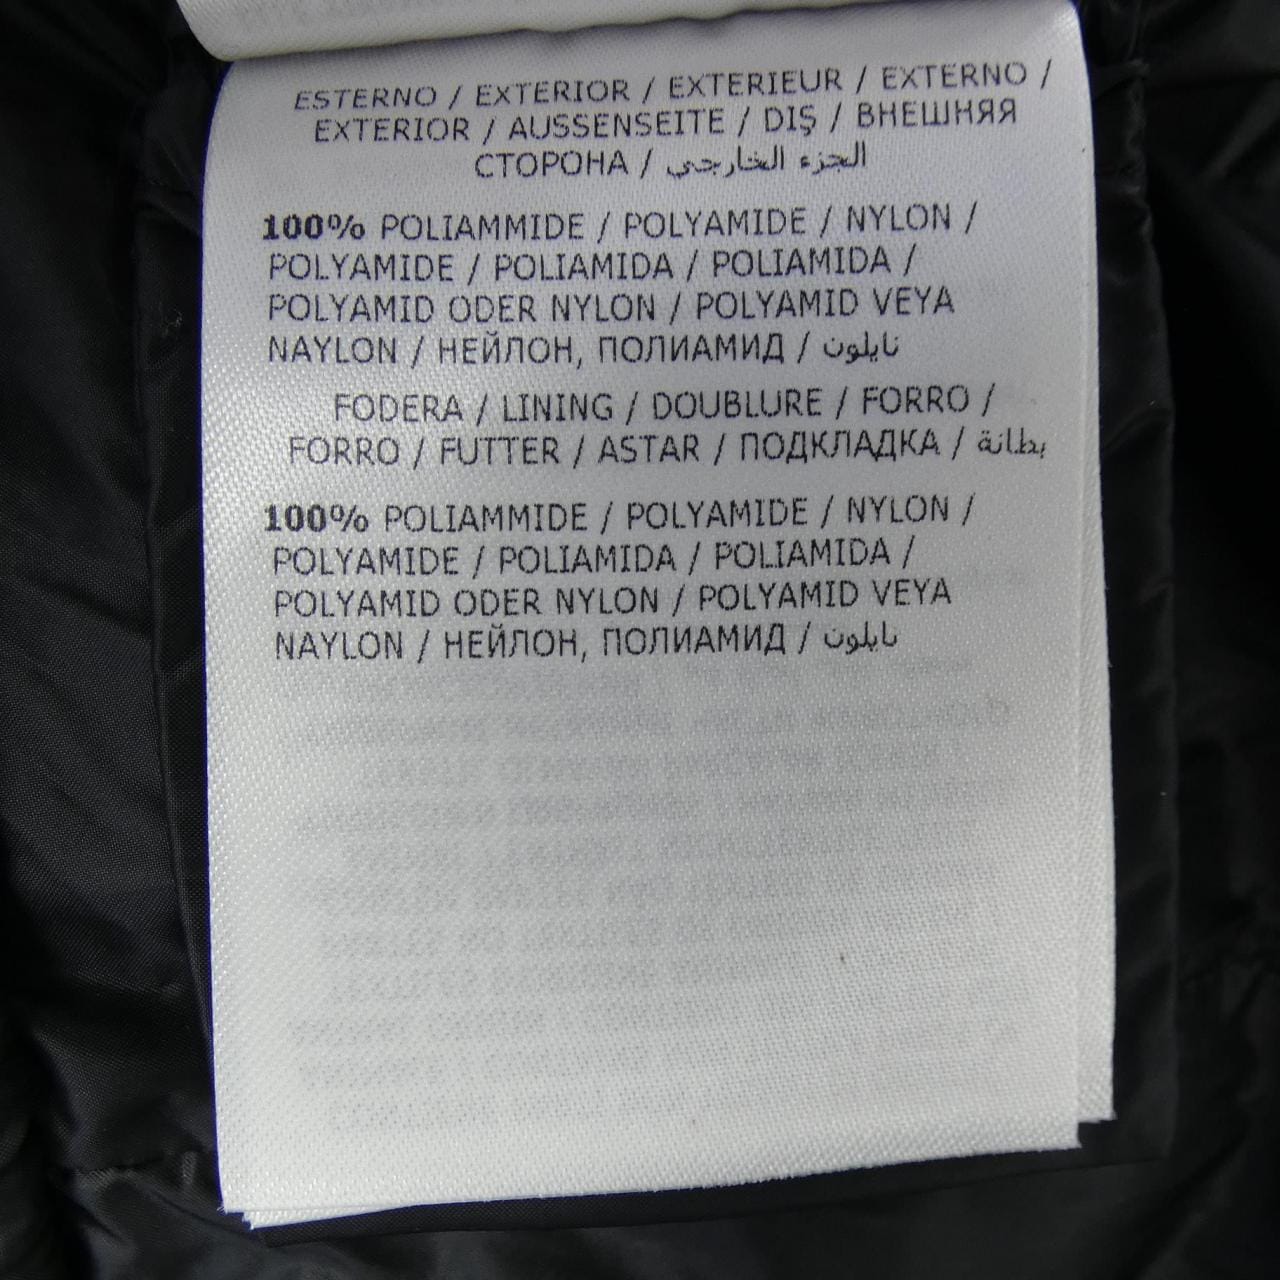 ESTERNO / EXTERIOR / EXTERIEUR / EXTERNO /
EXTERIOR / AUSSENSEITE / DIŞ / ВНЕШНЯЯ
СТОРОНА / الجزء الخارجي
100% POLIAMMIDE / POLYAMIDE / NYLON /
POLYAMIDE / POLIAMIDA / POLIAMIDA /
POLYAMID ODER NYLON / POLYAMID VEYA
NAYLON / НЕЙЛОН, ПОЛИАМИД / نايلون
FODERA / LINING / DOUBLURE / FORRO /
FORRO / FUTTER / ASTAR / ПОДКЛАДКА / بطانة
100% POLIAMMIDE / POLYAMIDE / NYLON /
POLYAMIDE / POLIAMIDA / POLIAMIDA /
POLYAMID ODER NYLON / POLYAMID VEYA
NAYLON / НЕЙЛОН, ПОЛИАМИД / نايلون